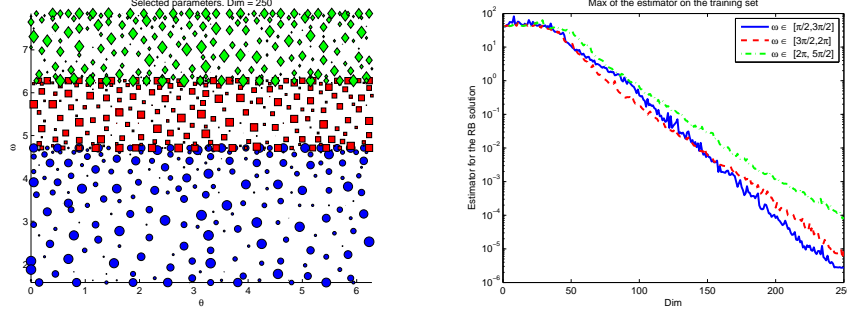 Selected parameters. Dim = 250
7
6
5
4
3
2
ω
0 1 2 3 4 5 6
θ
Max of the estimator on the training set
10^2
10^1
10^0
10^-1
10^-2
10^-3
10^-4
10^-5
10^-6
Estimator for the RB solution
0 50 100 150 200 250
Dim
ω ∈ [π/2,3π/2]
ω ∈ [3π/2,2π]
ω ∈ [2π, 5π/2]